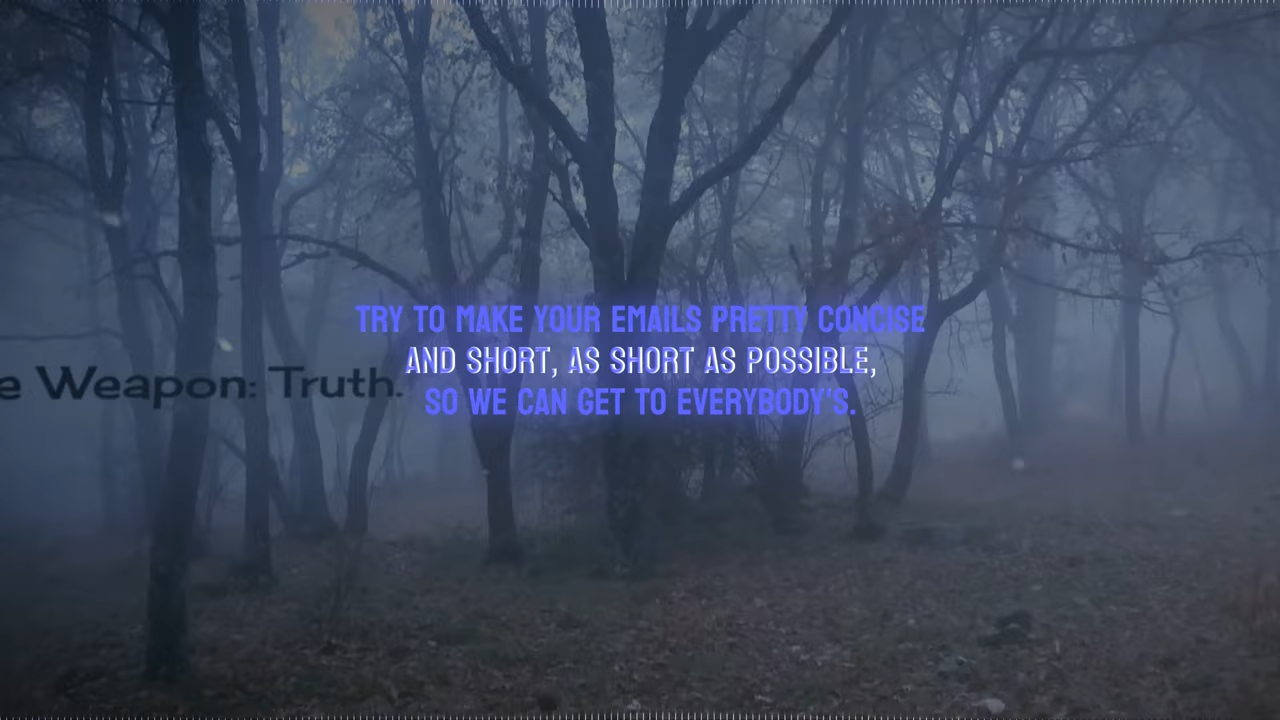 TRY TO MAKE YOUR EMAILS PRETTY CONCISE
AND SHORT, AS SHORT AS POSSIBLE,
SO WE CAN GET TO EVERYBODY'S.
e Weapon: Truth.